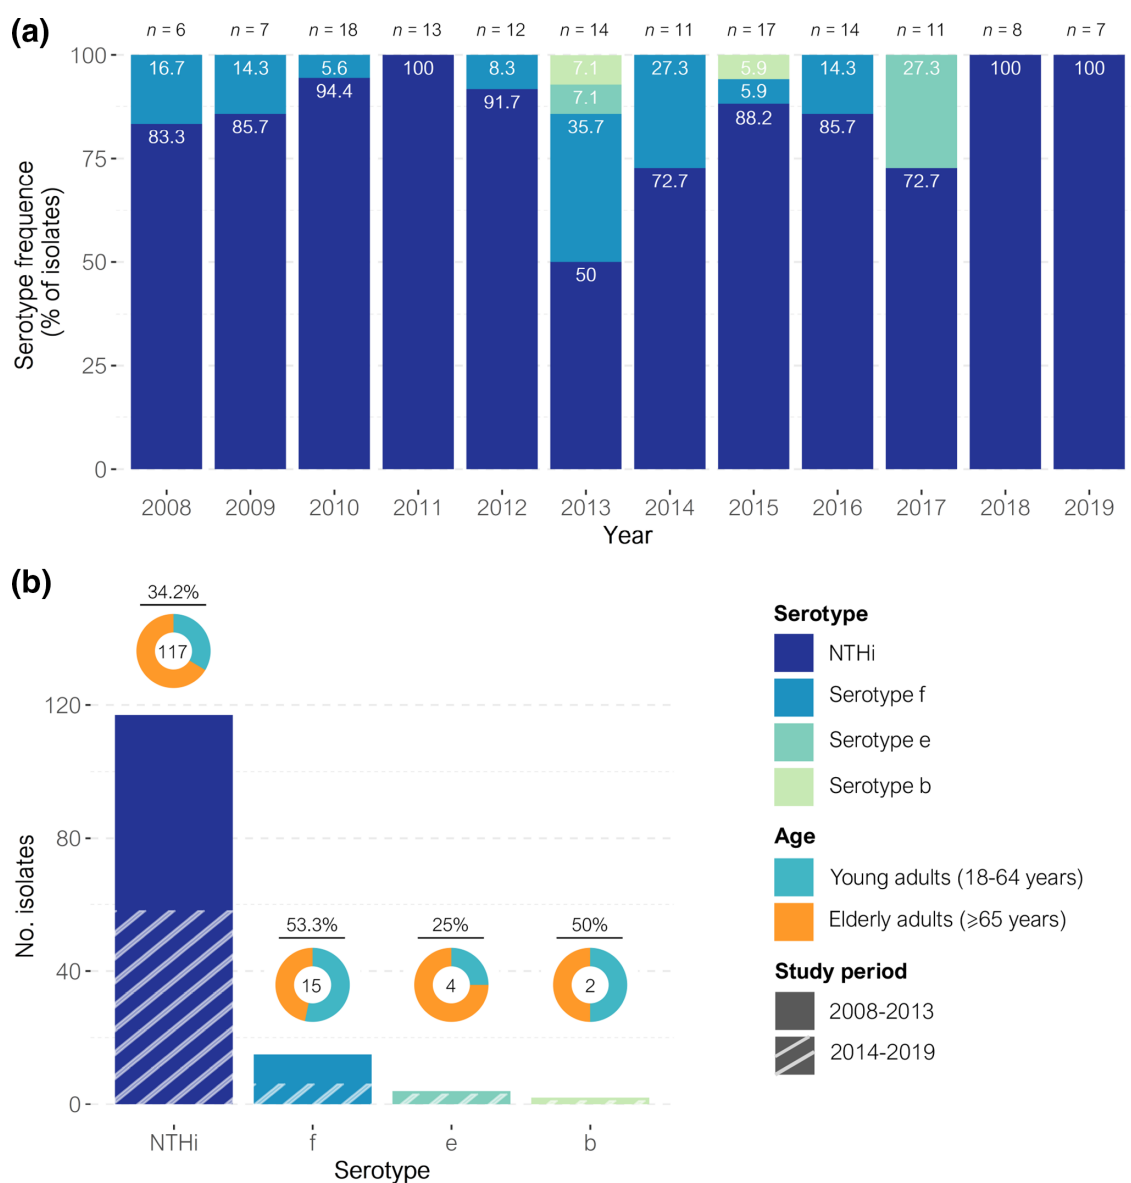 (a)
n = 6 n = 7 n = 18 n = 13 n = 12 n = 14 n = 11 n = 17 n = 14 n = 11 n = 8 n = 7
Serotype frequence
(% of isolates)
100
75
50
25
0
16.7 14.3 5.6 100 8.3 7.1 27.3 5.9 14.3 27.3 100 100
94.4 91.7 7.1 5.9
83.3 85.7 35.7 88.2 85.7
72.7 72.7
50
2008 2009 2010 2011 2012 2013 2014 2015 2016 2017 2018 2019
Year
(b)
34.2%
117
No. isolates
120
80
40
0
53.3% 25% 50%
15 4 2
NTHi f e b
Serotype
Serotype
NTHi
Serotype f
Serotype e
Serotype b
Age
Young adults (18-64 years)
Elderly adults (⩾65 years)
Study period
2008-2013
2014-2019